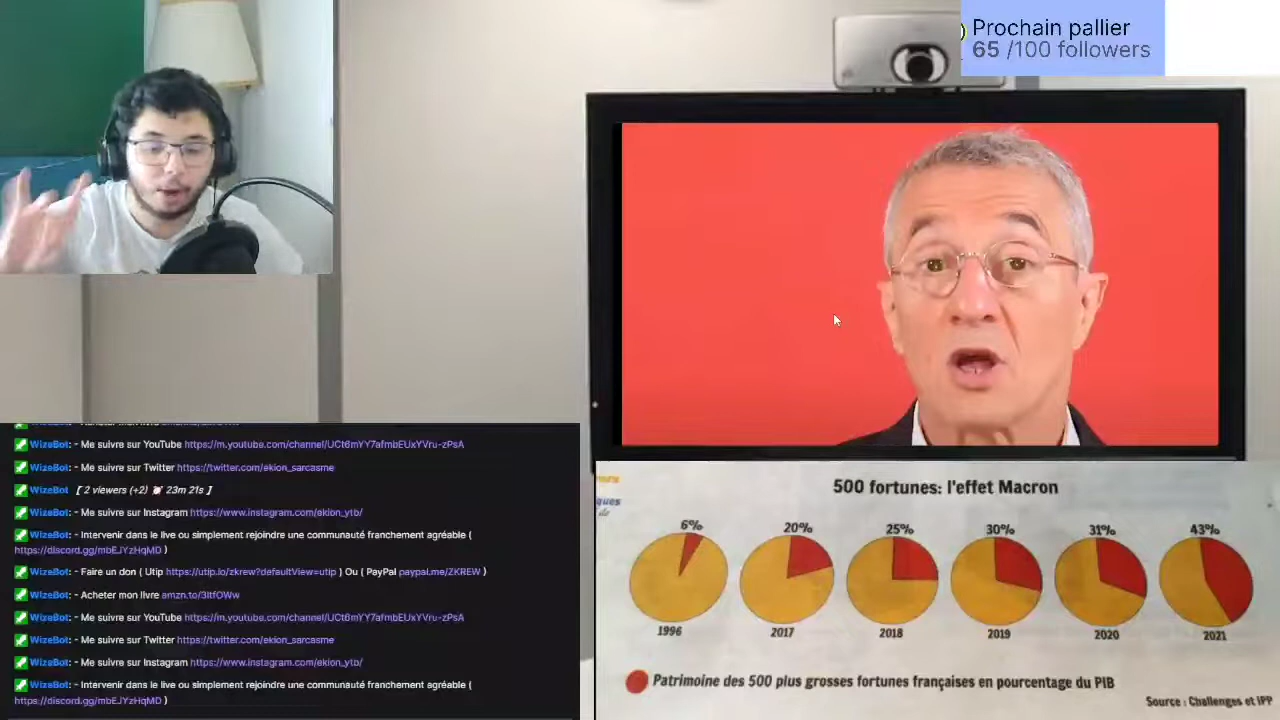 Prochain pallier
65 /100 followers
WizeBot: - Me suivre sur YouTube https://m.youtube.com/channel/UCt6mYY7afmbEUxYVru-zPsA
WizeBot: - Me suivre sur Twitter https://twitter.com/ekion_sarcasme
WizeBot [ 2 viewers (+2) 23m 21s ]
WizeBot: - Me suivre sur Instagram https://www.instagram.com/ekion_ytb/
WizeBot: - Intervenir dans le live ou simplement rejoindre une communauté franchement agréable (
https://discord.gg/mbEJYzHqMD )
WizeBot: - Faire un don ( Utip https://utip.io/zkrew?defaultView=utip ) Ou ( PayPal paypal.me/ZKREW )
WizeBot: - Acheter mon livre amzn.to/3ltfOWw
WizeBot: - Me suivre sur YouTube https://m.youtube.com/channel/UCt6mYY7afmbEUxYVru-zPsA
WizeBot: - Me suivre sur Twitter https://twitter.com/ekion_sarcasme
WizeBot: - Me suivre sur Instagram https://www.instagram.com/ekion_ytb/
WizeBot: - Intervenir dans le live ou simplement rejoindre une communauté franchement agréable (
https://discord.gg/mbEJYzHqMD )
ques
de
500 fortunes: l'effet Macron
6% 20% 25% 30% 31% 43%
1996 2017 2018 2019 2020 2021
Patrimoine des 500 plus grosses fortunes françaises en pourcentage du PIB
Source : Challenges et IPP